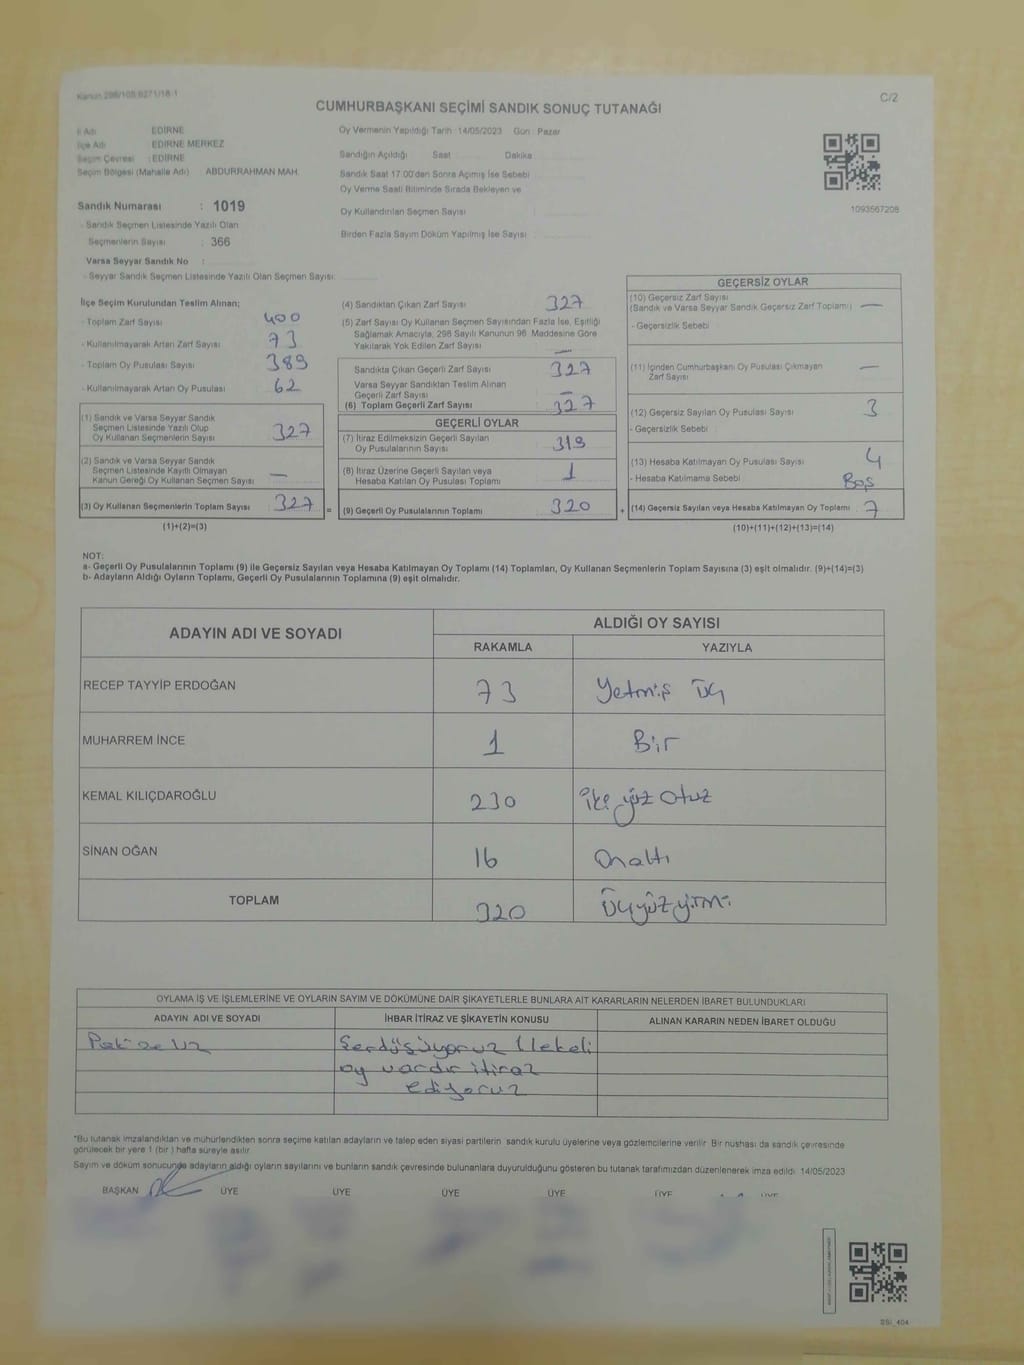 Kanun 298/105 6271/18-1
C/2
CUMHURBAŞKANI SEÇİMİ SANDIK SONUÇ TUTANAĞI
İl Adı : EDİRNE
İlçe Adı : EDİRNE MERKEZ
Seçim Çevresi : EDİRNE
Seçim Bölgesi (Mahalle Adı) ABDURRAHMAN MAH.
Sandık Numarası : 1019
- Sandık Seçmen Listesinde Yazılı Olan
Seçmenlerin Sayısı : 366
Varsa Seyyar Sandık No :
- Seyyar Sandık Seçmen Listesinde Yazılı Olan Seçmen Sayısı
Oy Vermenin Yapıldığı Tarih 14/05/2023 Gün : Pazar
Sandığın Açıldığı Saat Dakika
Sandık Saat 17.00'den Sonra Açımış İse Sebebi
Oy Verme Saati Bitiminde Sırada Bekleyen ve
Oy Kullandırılan Seçmen Sayısı
Birden Fazla Sayım Döküm Yapılmış İse Sayısı
1093567208
İlçe Seçim Kurulundan Teslim Alınan;
- Toplam Zarf Sayısı 400
- Kullanılmayarak Artan Zarf Sayısı 73
- Toplam Oy Pusulası Sayısı 389
- Kullanılmayarak Artan Oy Pusulası 62
(1) Sandık ve Varsa Seyyar Sandık
Seçmen Listesinde Yazılı Olup
Oy Kullanan Seçmenlerin Sayısı 327
(2) Sandık ve Varsa Seyyar Sandık
Seçmen Listesinde Kayıtlı Olmayan
Kanun Gereği Oy Kullanan Seçmen Sayısı —
(3) Oy Kullanan Seçmenlerin Toplam Sayısı 327 =
(1)+(2)=(3)
(4) Sandıktan Çıkan Zarf Sayısı 327
(5) Zarf Sayısı Oy Kullanan Seçmen Sayısından Fazla İse, Eşitliği
Sağlamak Amacıyla, 298 Sayılı Kanunun 96. Maddesine Göre
Yakılarak Yok Edilen Zarf Sayısı —
Sandıkta Çıkan Geçerli Zarf Sayısı 327
Varsa Seyyar Sandıktan Teslim Alınan
Geçerli Zarf Sayısı —
(6) Toplam Geçerli Zarf Sayısı 327
GEÇERLİ OYLAR
(7) İtiraz Edilmeksizin Geçerli Sayılan
Oy Pusulalarının Sayısı 319
(8) İtiraz Üzerine Geçerli Sayılan veya
Hesaba Katılan Oy Pusulası Toplamı 1
(9) Geçerli Oy Pusulalarının Toplamı 320 +
GEÇERSİZ OYLAR
(10) Geçersiz Zarf Sayısı
(Sandık ve Varsa Seyyar Sandık Geçersiz Zarf Toplamı) —
- Geçersizlik Sebebi
(11) İçinden Cumhurbaşkanı Oy Pusulası Çıkmayan
Zarf Sayısı —
(12) Geçersiz Sayılan Oy Pusulası Sayısı 3
- Geçersizlik Sebebi
(13) Hesaba Katılmayan Oy Pusulası Sayısı 4
- Hesaba Katılmama Sebebi Boş
(14) Geçersiz Sayılan veya Hesaba Katılmayan Oy Toplamı 7
(10)+(11)+(12)+(13)=(14)
NOT:
a- Geçerli Oy Pusulalarının Toplamı (9) ile Geçersiz Sayılan veya Hesaba Katılmayan Oy Toplamı (14) Toplamları, Oy Kullanan Seçmenlerin Toplam Sayısına (3) eşit olmalıdır. (9)+(14)=(3)
b- Adayların Aldığı Oyların Toplamı, Geçerli Oy Pusulalarının Toplamına (9) eşit olmalıdır.
ADAYIN ADI VE SOYADI
ALDIĞI OY SAYISI
RAKAMLA YAZIYLA
RECEP TAYYİP ERDOĞAN 73 Yetmiş üç
MUHARREM İNCE 1 Bir
KEMAL KILIÇDAROĞLU 230 İki yüz otuz
SİNAN OĞAN 16 Onaltı
TOPLAM 320 Üçyüzyirmi
OYLAMA İŞ VE İŞLEMLERİNE VE OYLARIN SAYIM VE DÖKÜMÜNE DAİR ŞİKAYETLERLE BUNLARA AİT KARARLARIN NELERDEN İBARET BULUNDUKLARI
ADAYIN ADI VE SOYADI İHBAR İTİRAZ VE ŞİKAYETİN KONUSU ALINAN KARARIN NEDEN İBARET OLDUĞU
oy vardır itiraz
ediyoruz
*Bu tutanak imzalandıktan ve mühürlendikten sonra seçime katılan adayların ve talep eden siyasi partilerin sandık kurulu üyelerine veya gözlemcilerine verilir. Bir nüshası da sandık çevresinde
görülecek bir yere 1 (bir) hafta süreyle asılır.
Sayım ve döküm sonucunda adayların aldığı oyların sayılarını ve bunların sandık çevresinde bulunanlara duyurulduğunu gösteren bu tutanak tarafımızdan düzenlenerek imza edildi. 14/05/2023
BAŞKAN ÜYE ÜYE ÜYE ÜYE ÜYE ÜYE
SSI_404